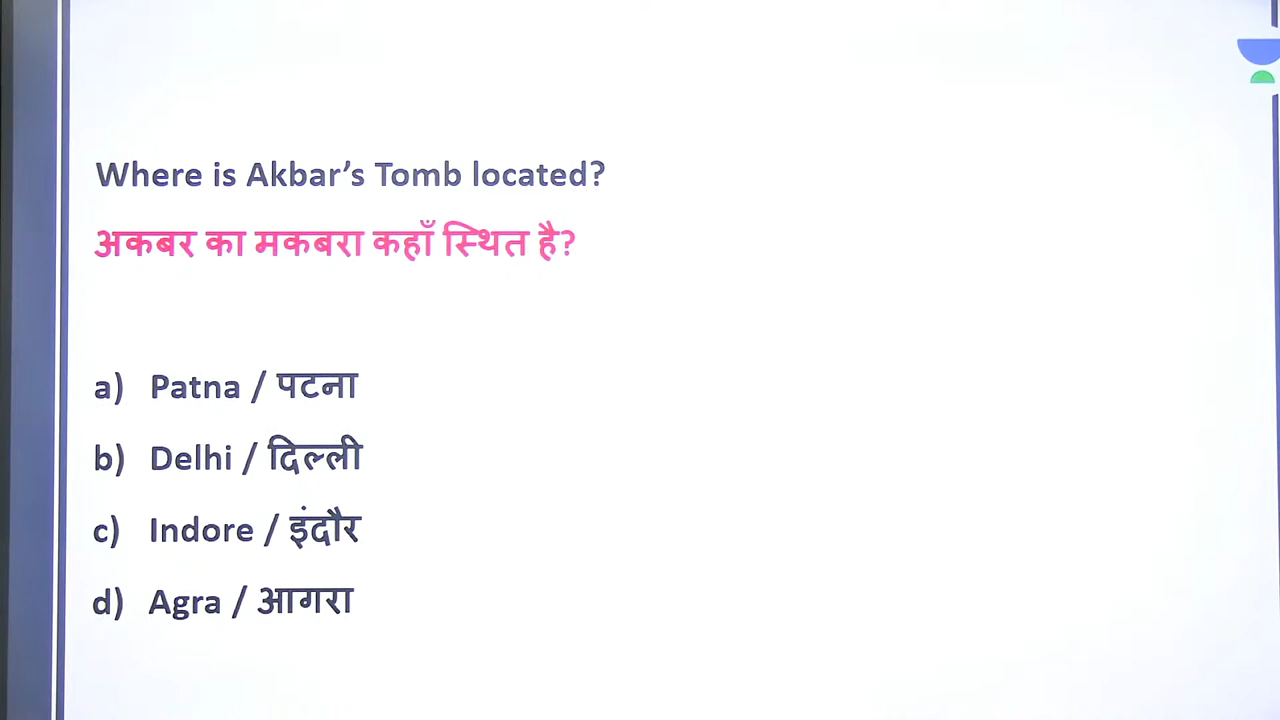 Where is Akbar’s Tomb located?
अकबर का मकबरा कहाँ स्थित है?
a) Patna / पटना
b) Delhi / दिल्ली
c) Indore / इंदौर
d) Agra / आगरा